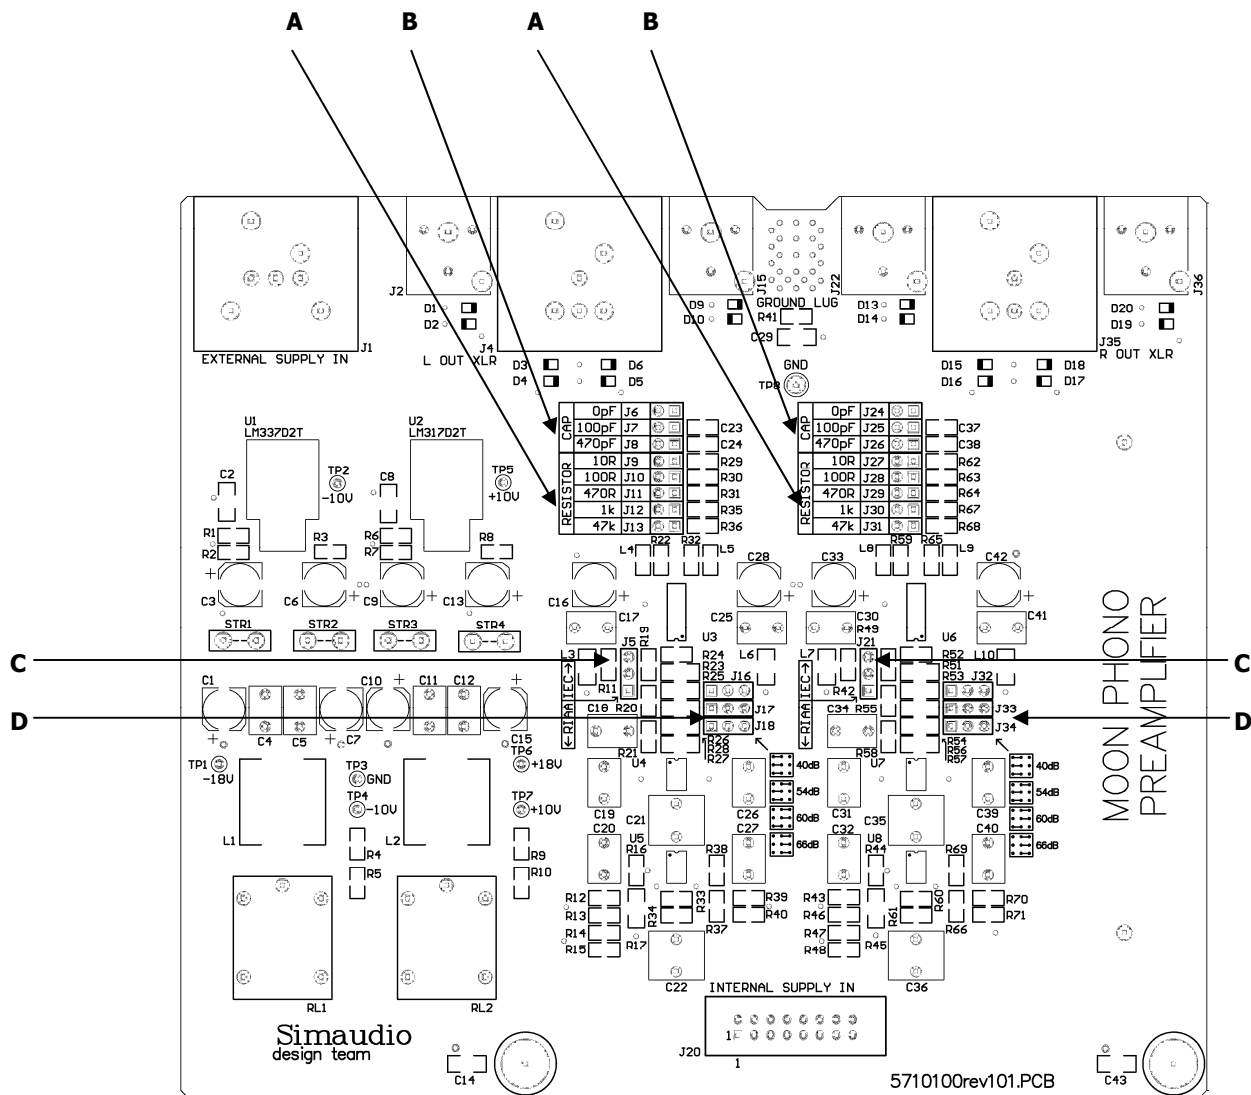 A B A B
J2 J15 J22 J36
D1 D9 GROUND LUG D13 D20
D2 D10 R41 D14 D19
J1 J4 C29 J35
EXTERNAL SUPPLY IN L OUT XLR R OUT XLR
D3 D6 GND D15 D18
D4 D5 TP8 D16 D17
CAP 0pF J6 CAP 0pF J24
100pF J7 C23 100pF J25 C37
470pF J8 C24 470pF J26 C38
RESISTOR 10R J9 R29 RESISTOR 10R J27 R62
100R J10 R30 100R J28 R63
470R J11 R31 470R J29 R64
1k J12 R35 1k J30 R67
47k J13 R36 47k J31 R68
U1 U2
LM337D2T LM317D2T
C2 TP2 C8 TP5
-10V +10V
R1 R6
R2 R3 R7 R8
L4 R22 R32 L5 L8 R59 R65 L9
C28 C33 C42
C3 C6 C9 C13 C16 C17 C25 C30 C41
STR1 STR2 STR3 STR4 J5 R19 U3 R49 J21 U6
C L3 R24 L6 L7 R52 L10 C
R23 R51
R11 R25 J16 R42 R53 J32
RIAA IEC RIAA IEC
C1 C10 C11 C12 C18 R20 J17 C34 R55 J33
D J18 J34 D
C4 C5 C7 C15 R21 R26 R58 R54
R28 R56
R27 R57
TP1 -18V TP3 GND TP6 +18V U4 U7
TP4 -10V TP7 +10V
40dB 40dB
54dB 54dB
60dB 60dB
66dB 66dB
C19 C21 C26 C31 C35 C39
C20 U5 C27 C32 U8 C40
L1 L2 R4 R9 R16 R38 R44 R69
R5 R10
R12 R33 R39 R43 R60 R70
R13 R34 R40 R46 R61 R71
R14 R17 R37 R47 R45 R66
R15 R48
C22 C36
RL1 RL2 INTERNAL SUPPLY IN
Simaudio
design team
1
J20
1
C14 C43
5710100rev101.PCB
MOON PHONO
PREAMPLIFIER